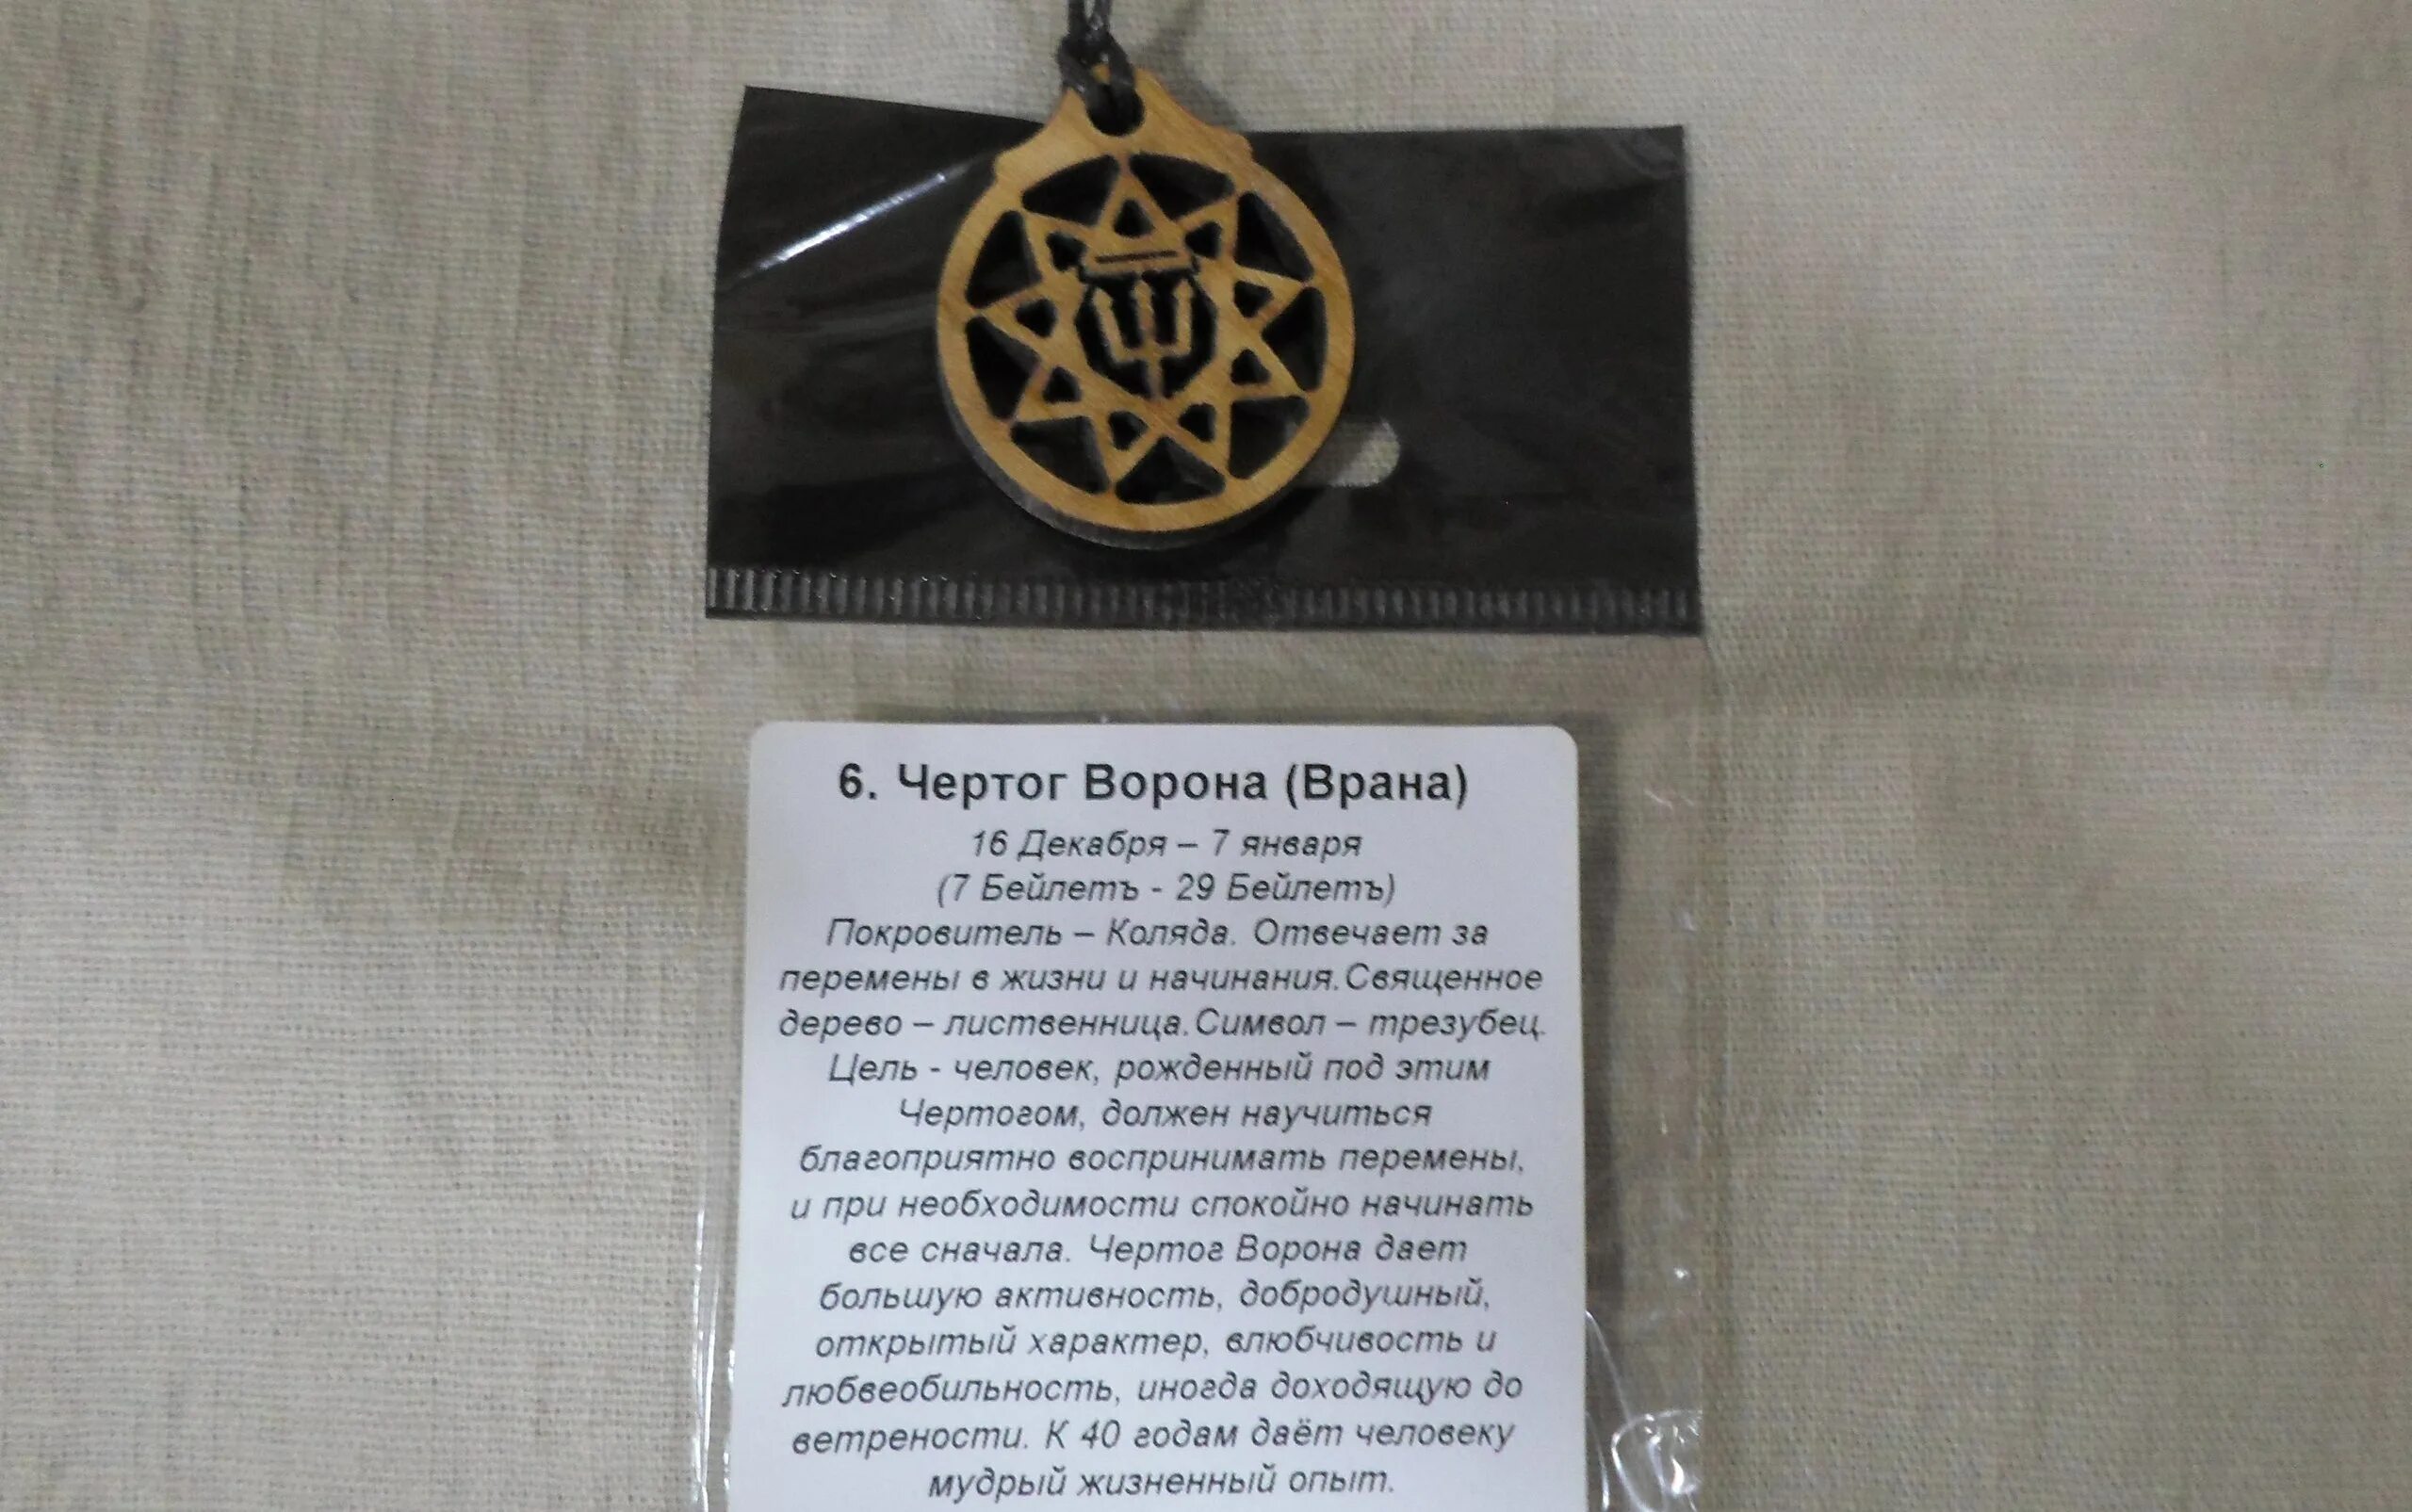 6. Чертог Ворона (Врана)
16 Декабря – 7 января
(7 Бейлетъ - 29 Бейлетъ)
Покровитель – Коляда. Отвечает за
перемены в жизни и начинания.Священное
дерево – лиственница.Символ – трезубец.
Цель - человек, рожденный под этим
Чертогом, должен научиться
благоприятно воспринимать перемены,
и при необходимости спокойно начинать
все сначала. Чертог Ворона дает
большую активность, добродушный,
открытый характер, влюбчивость и
любвеобильность, иногда доходящую до
ветрености. К 40 годам даёт человеку
мудрый жизненный опыт.